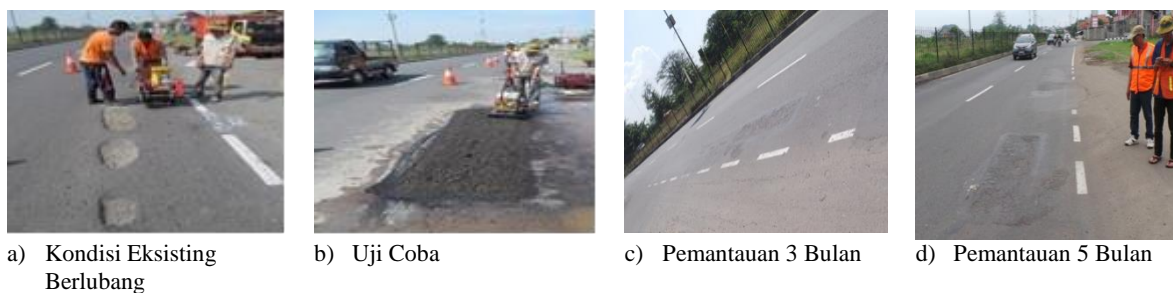 a) Kondisi Eksisting
Berlubang
b) Uji Coba
c) Pemantauan 3 Bulan
d) Pemantauan 5 Bulan